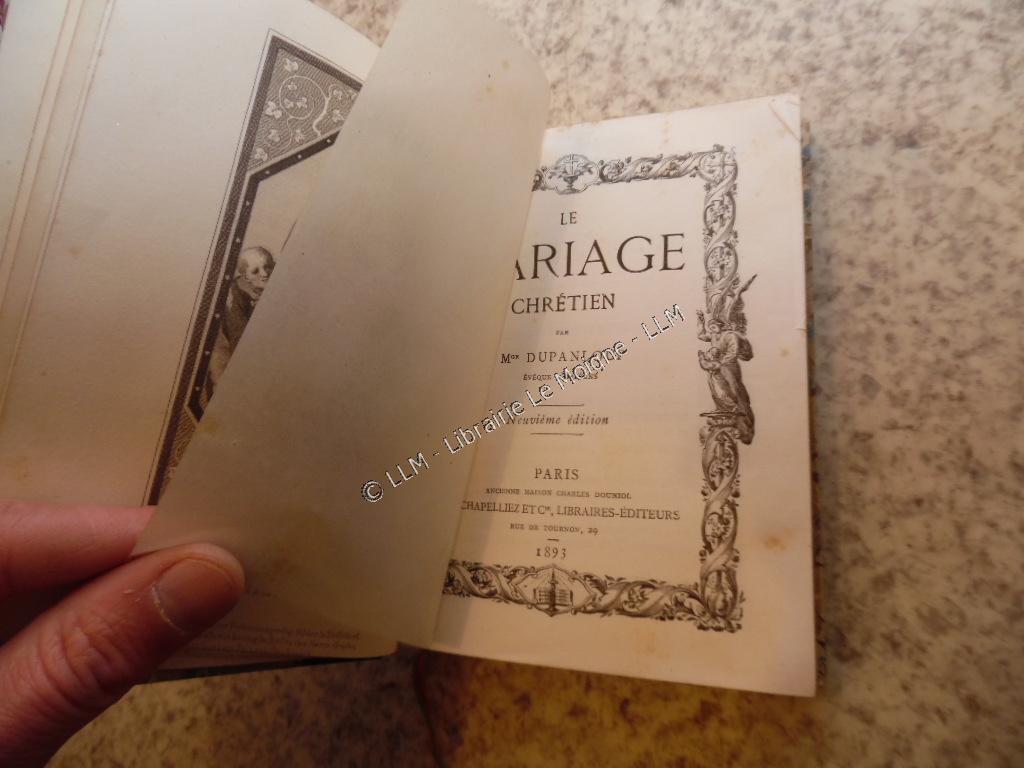 LE
ARIAGE
CHRÉTIEN
PAR
Mgr DUPANL
ÉVÊQUE
Neuvième édition
PARIS
ANCIENNE MAISON CHARLES DOUNIOL
CHAPELLIEZ ET Cie, LIBRAIRES-ÉDITEURS
RUE DE TOURNON, 29
1893
© LLM - Librairie Le Moigne - LLM